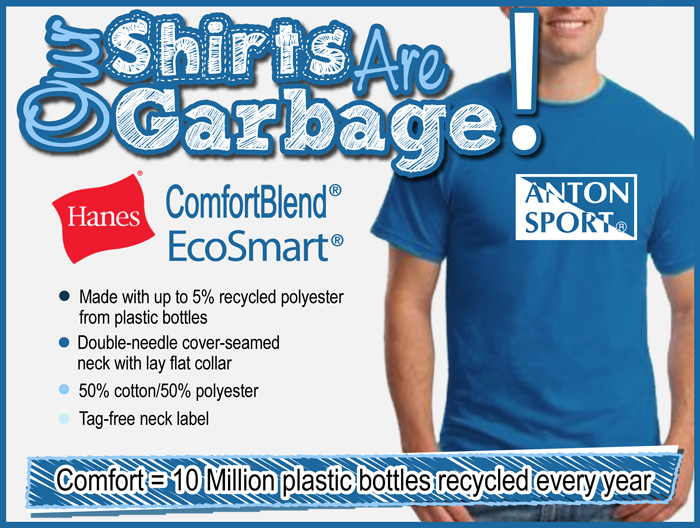 Our Shirts Are
Garbage!
Hanes®
ComfortBlend®
EcoSmart®
ANTON
SPORT®
Made with up to 5% recycled polyester
from plastic bottles
Double-needle cover-seamed
neck with lay flat collar
50% cotton/50% polyester
Tag-free neck label
Comfort = 10 Million plastic bottles recycled every year